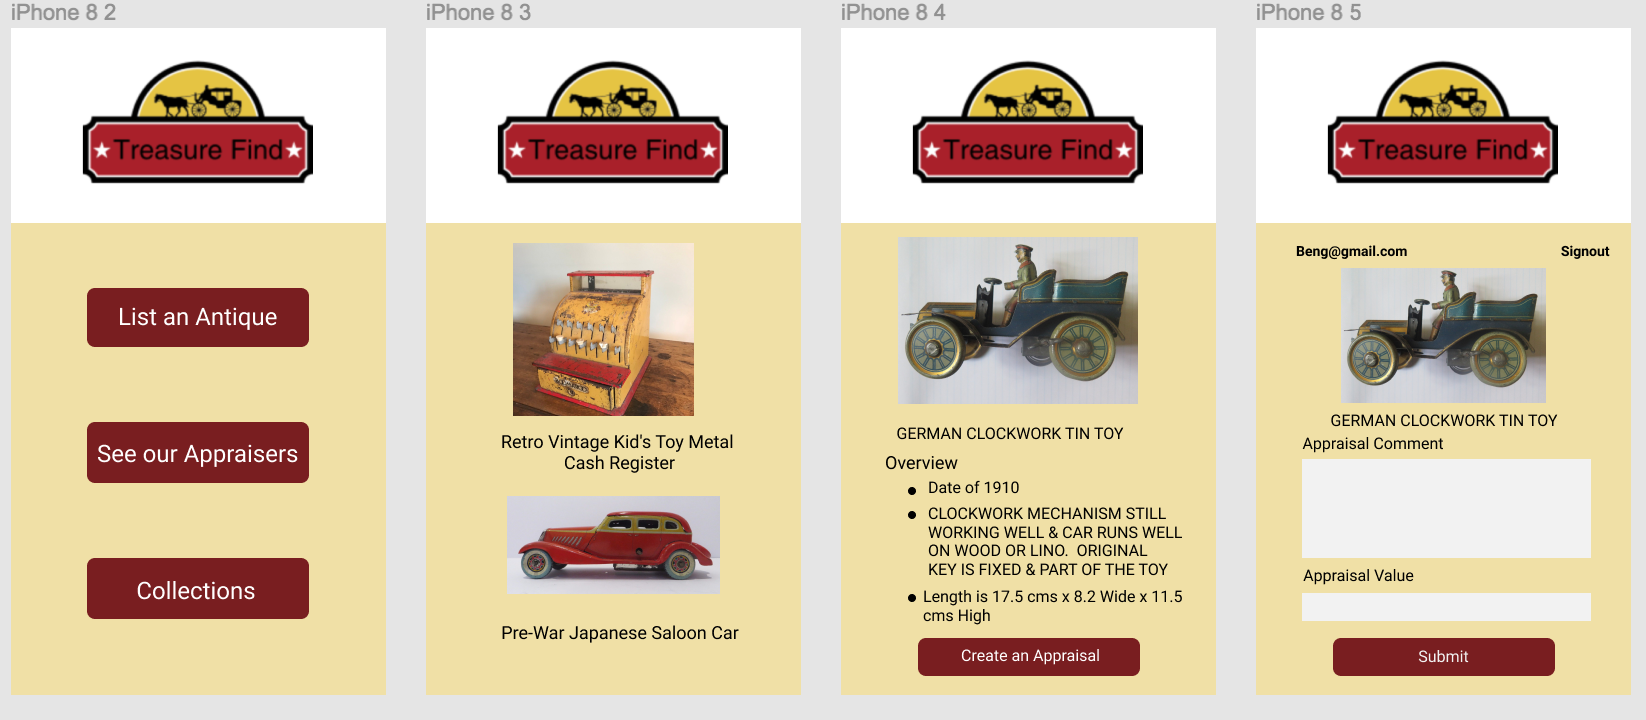 iPhone 8 2
Treasure Find
List an Antique
See our Appraisers
Collections
iPhone 8 3
Treasure Find
Retro Vintage Kid's Toy Metal
Cash Register
Pre-War Japanese Saloon Car
iPhone 8 4
Treasure Find
GERMAN CLOCKWORK TIN TOY
Overview
Date of 1910
CLOCKWORK MECHANISM STILL
WORKING WELL & CAR RUNS WELL
ON WOOD OR LINO. ORIGINAL
KEY IS FIXED & PART OF THE TOY
Length is 17.5 cms x 8.2 Wide x 11.5
cms High
Create an Appraisal
iPhone 8 5
Treasure Find
Beng@gmail.com Signout
GERMAN CLOCKWORK TIN TOY
Appraisal Comment
Appraisal Value
Submit